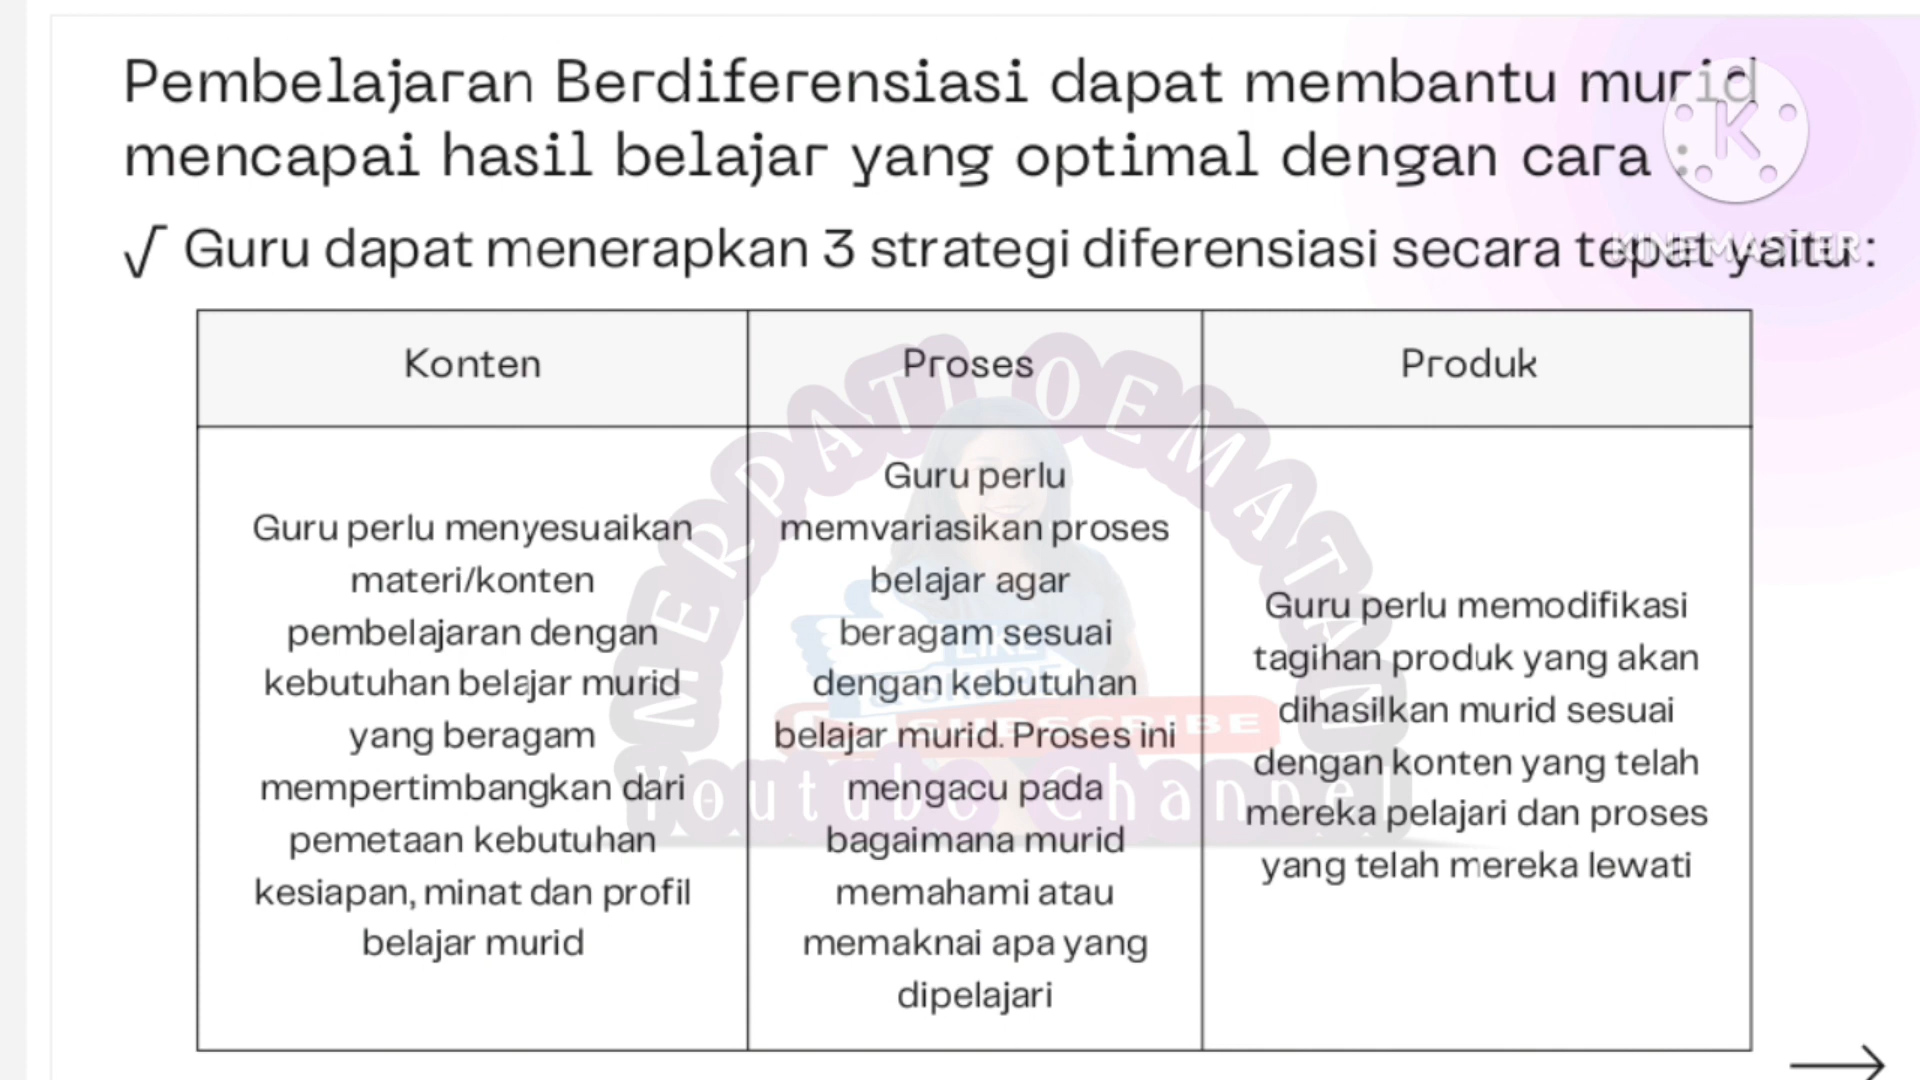 Pembelajaran Berdiferensiasi dapat membantu murid
mencapai hasil belajar yang optimal dengan cara :
√ Guru dapat menerapkan 3 strategi diferensiasi secara tepat yaitu :
KINEMASTER
Konten
Guru perlu menyesuaikan
materi/konten
pembelajaran dengan
kebutuhan belajar murid
yang beragam
mempertimbangkan dari
pemetaan kebutuhan
kesiapan, minat dan profil
belajar murid
Proses
Guru perlu
memvariasikan proses
belajar agar
beragam sesuai
dengan kebutuhan
belajar murid. Proses ini
mengacu pada
bagaimana murid
memahami atau
memaknai apa yang
dipelajari
Produk
Guru perlu memodifikasi
tagihan produk yang akan
dihasilkan murid sesuai
dengan konten yang telah
mereka pelajari dan proses
yang telah mereka lewati
MERPATI OEMATAN
LIKE
& SHARE
SUBSCRIBE
Youtube Channel
K